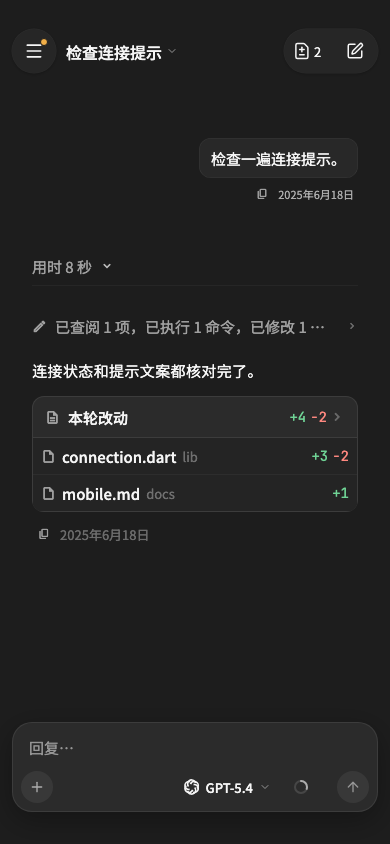 检查连接提示
2
检查一遍连接提示。
2025年6月18日
用时 8 秒
已查阅 1 项，已执行 1 命令，已修改 1 …
连接状态和提示文案都核对完了。
本轮改动 +4 -2
connection.dart lib +3 -2
mobile.md docs +1
2025年6月18日
回复…
GPT-5.4